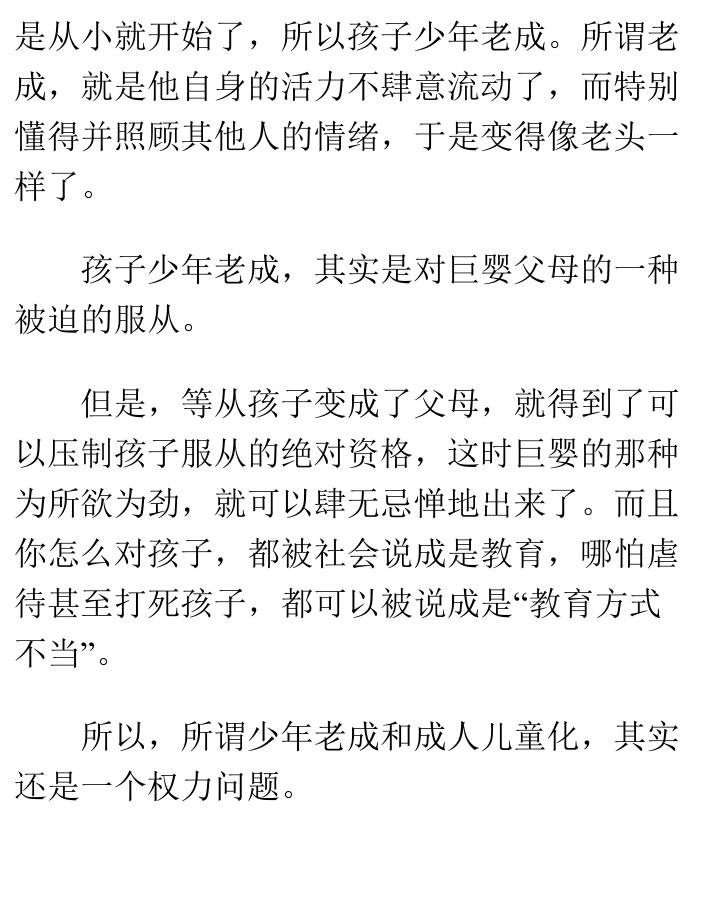 是从小就开始了，所以孩子少年老成。所谓老
成，就是他自身的活力不肆意流动了，而特别
懂得并照顾其他人的情绪，于是变得像老头一
样了。
孩子少年老成，其实是对巨婴父母的一种
被迫的服从。
但是，等从孩子变成了父母，就得到了可
以压制孩子服从的绝对资格，这时巨婴的那种
为所欲为劲，就可以肆无忌惮地出来了。而且
你怎么对孩子，都被社会说成是教育，哪怕虐
待甚至打死孩子，都可以被说成是“教育方式
不当”。
所以，所谓少年老成和成人儿童化，其实
还是一个权力问题。